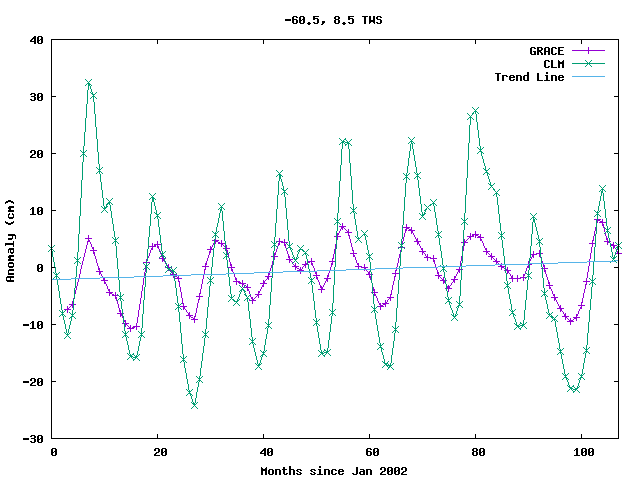 -60.5, 8.5 TWS
GRACE
CLM
Trend Line
40
30
20
10
0
-10
-20
-30
Anomaly (cm)
0 20 40 60 80 100
Months since Jan 2002